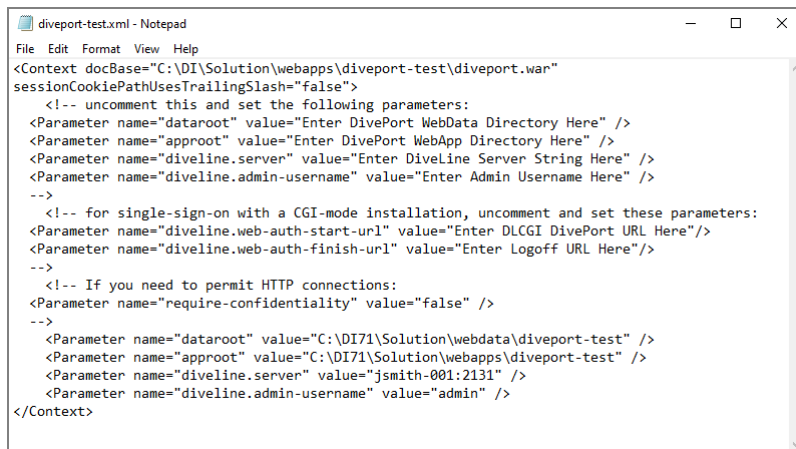 diveport-test.xml - Notepad
File Edit Format View Help
<Context docBase="C:\DI\Solution\webapps\diveport-test\diveport.war"
sessionCookiePathUsesTrailingSlash="false">
<!-- uncomment this and set the following parameters:
<Parameter name="dataroot" value="Enter DivePort WebData Directory Here" />
<Parameter name="approot" value="Enter DivePort WebApp Directory Here" />
<Parameter name="diveline.server" value="Enter DiveLine Server String Here" />
<Parameter name="diveline.admin-username" value="Enter Admin Username Here" />
-->
<!-- for single-sign-on with a CGI-mode installation, uncomment and set these parameters:
<Parameter name="diveline.web-auth-start-url" value="Enter DLCGI DivePort URL Here"/>
<Parameter name="diveline.web-auth-finish-url" value="Enter Logoff URL Here"/>
-->
<!-- If you need to permit HTTP connections:
<Parameter name="require-confidentiality" value="false" />
-->
<Parameter name="dataroot" value="C:\DI71\Solution\webdata\diveport-test" />
<Parameter name="approot" value="C:\DI71\Solution\webapps\diveport-test" />
<Parameter name="diveline.server" value="jsmith-001:2131" />
<Parameter name="diveline.admin-username" value="admin" />
</Context>